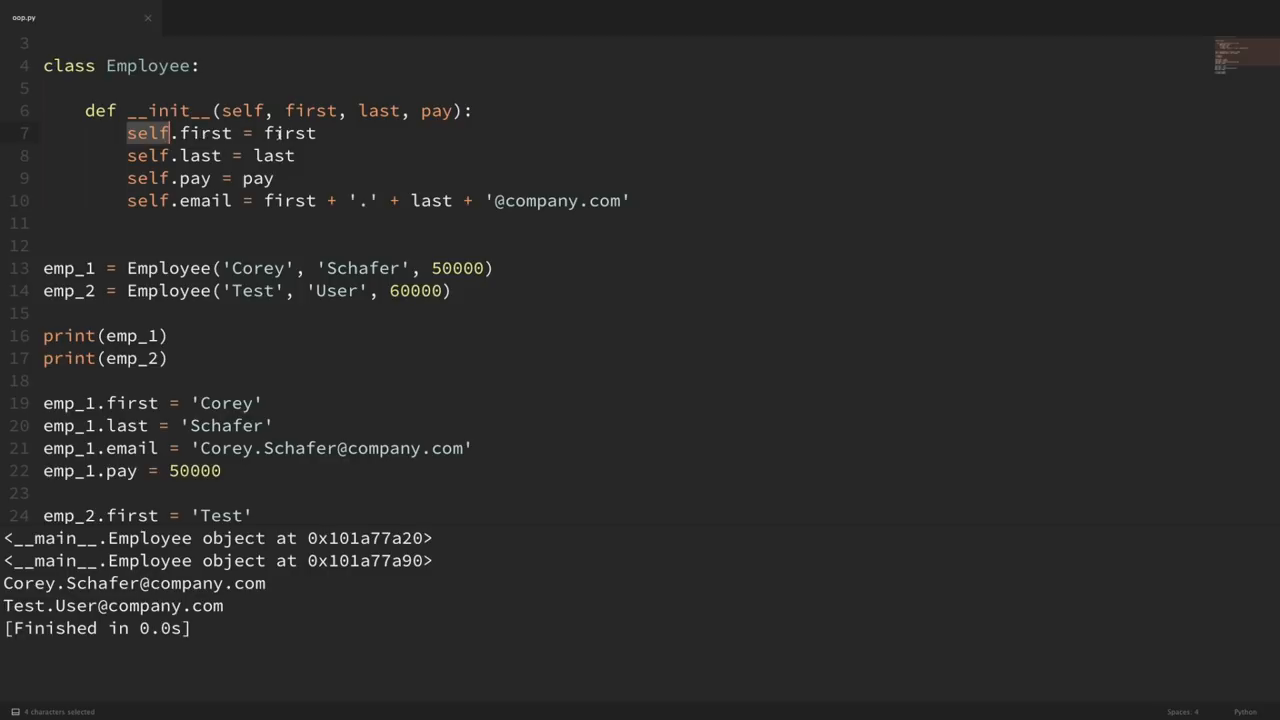 oop.py ×
3
4 class Employee:
5
6     def __init__(self, first, last, pay):
7         self.first = first
8         self.last = last
9         self.pay = pay
10         self.email = first + '.' + last + '@company.com'
11
12
13 emp_1 = Employee('Corey', 'Schafer', 50000)
14 emp_2 = Employee('Test', 'User', 60000)
15
16 print(emp_1)
17 print(emp_2)
18
19 emp_1.first = 'Corey'
20 emp_1.last = 'Schafer'
21 emp_1.email = 'Corey.Schafer@company.com'
22 emp_1.pay = 50000
23
24 emp_2.first = 'Test'
<__main__.Employee object at 0x101a77a20>
<__main__.Employee object at 0x101a77a90>
Corey.Schafer@company.com
Test.User@company.com
[Finished in 0.0s]
4 characters selected Spaces: 4 Python